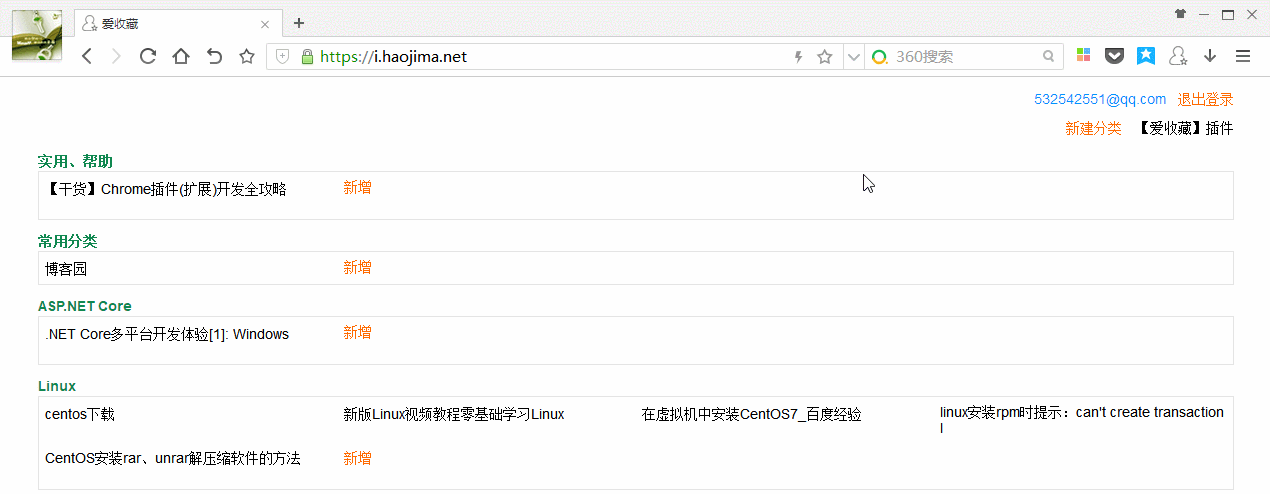 爱收藏
https://i.haojima.net
360搜索
532542551@qq.com 退出登录
新建分类 【爱收藏】插件
实用、帮助
【干货】Chrome插件(扩展)开发全攻略 新增
常用分类
博客园 新增
ASP.NET Core
.NET Core多平台开发体验[1]: Windows 新增
Linux
centos下载 新版Linux视频教程零基础学习Linux 在虚拟机中安装CentOS7_百度经验 linux安装rpm时提示：can't create transaction
l
CentOS安装rar、unrar解压缩软件的方法 新增